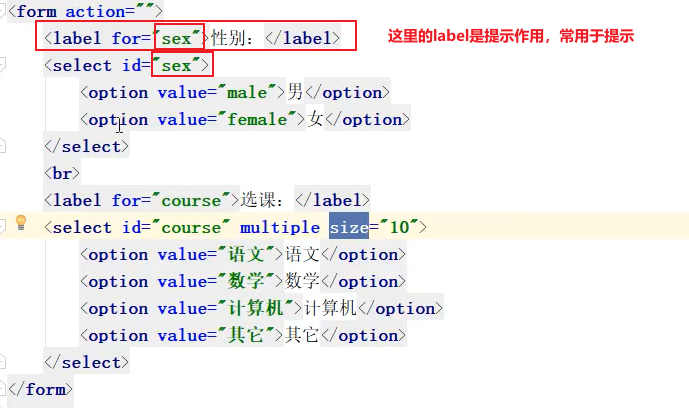 <form action="">
<label for="sex">性别：</label> 这里的label是提示作用，常用于提示
<select id="sex">
<option value="male">男</option>
<option value="female">女</option>
</select>
<br>
<label for="course">选课：</label>
<select id="course" multiple size="10">
<option value="语文">语文</option>
<option value="数学">数学</option>
<option value="计算机">计算机</option>
<option value="其它">其它</option>
</select>
</form>